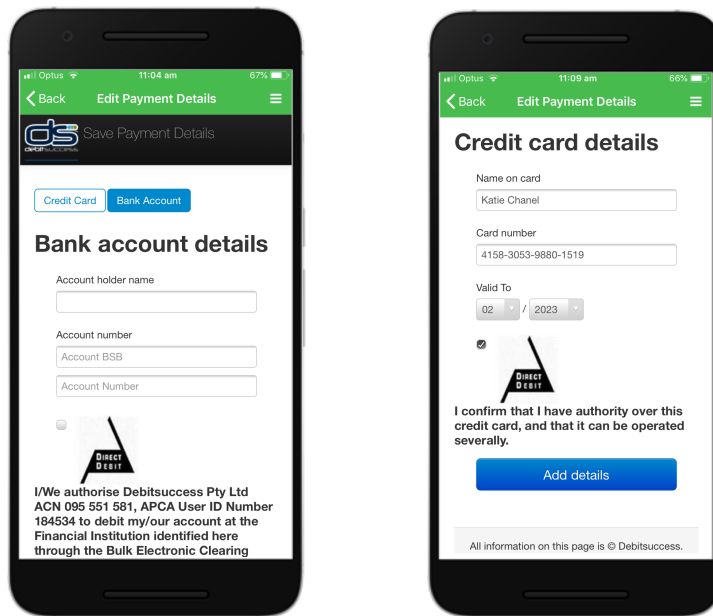 Optus 11:04 am 67%
Back Edit Payment Details
ds Save Payment Details
debitsuccess
Credit Card Bank Account
Bank account details
Account holder name
Account number
Account BSB
Account Number
DIRECT
DEBIT
I/We authorise Debitsuccess Pty Ltd
ACN 095 551 581, APCA User ID Number
184534 to debit my/our account at the
Financial Institution identified here
through the Bulk Electronic Clearing
Optus 11:09 am 66%
Back Edit Payment Details
Credit card details
Name on card
Katie Chanel
Card number
4158-3053-9880-1519
Valid To
02 / 2023
DIRECT
DEBIT
I confirm that I have authority over this
credit card, and that it can be operated
severally.
Add details
All information on this page is © Debitsuccess.